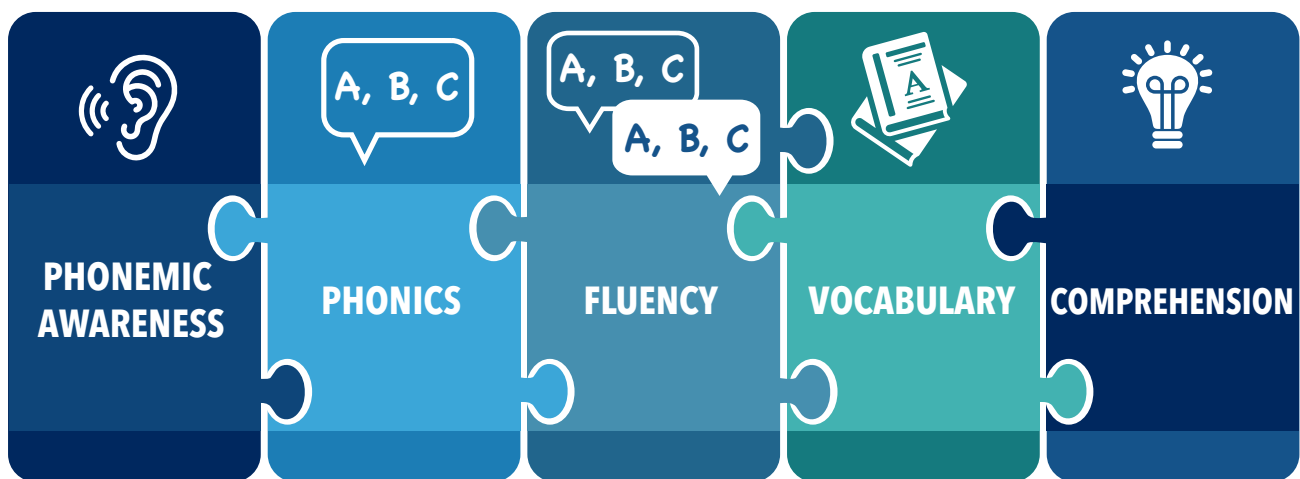 A, B, C
A, B, C
A, B, C
A
PHONEMIC
AWARENESS
PHONICS
FLUENCY
VOCABULARY
COMPREHENSION